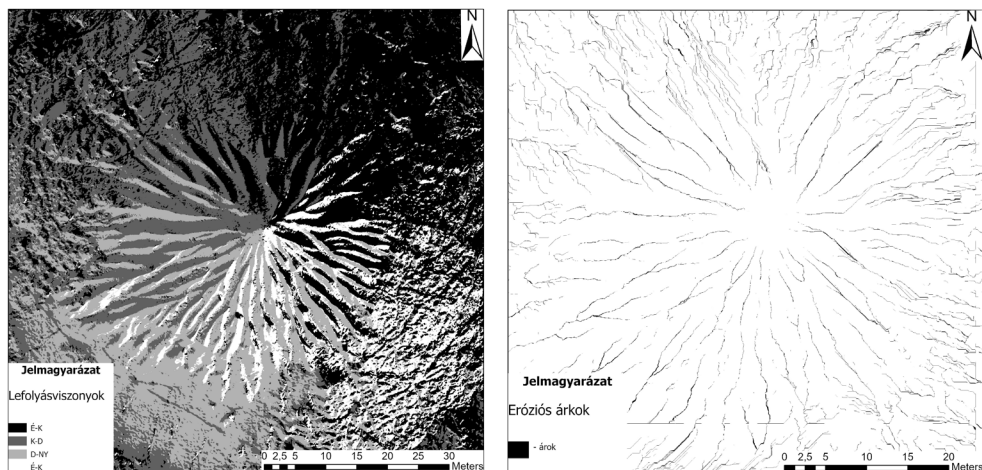 N
Jelmagyarázat
Lefolyásviszonyok
É-K
K-D
D-NY
É-K
0 2,5 5 10 15 20 25 30
Meters
N
Jelmagyarázat
Eróziós árkok
- árok
0 2,5 5 10 15 20
Meters